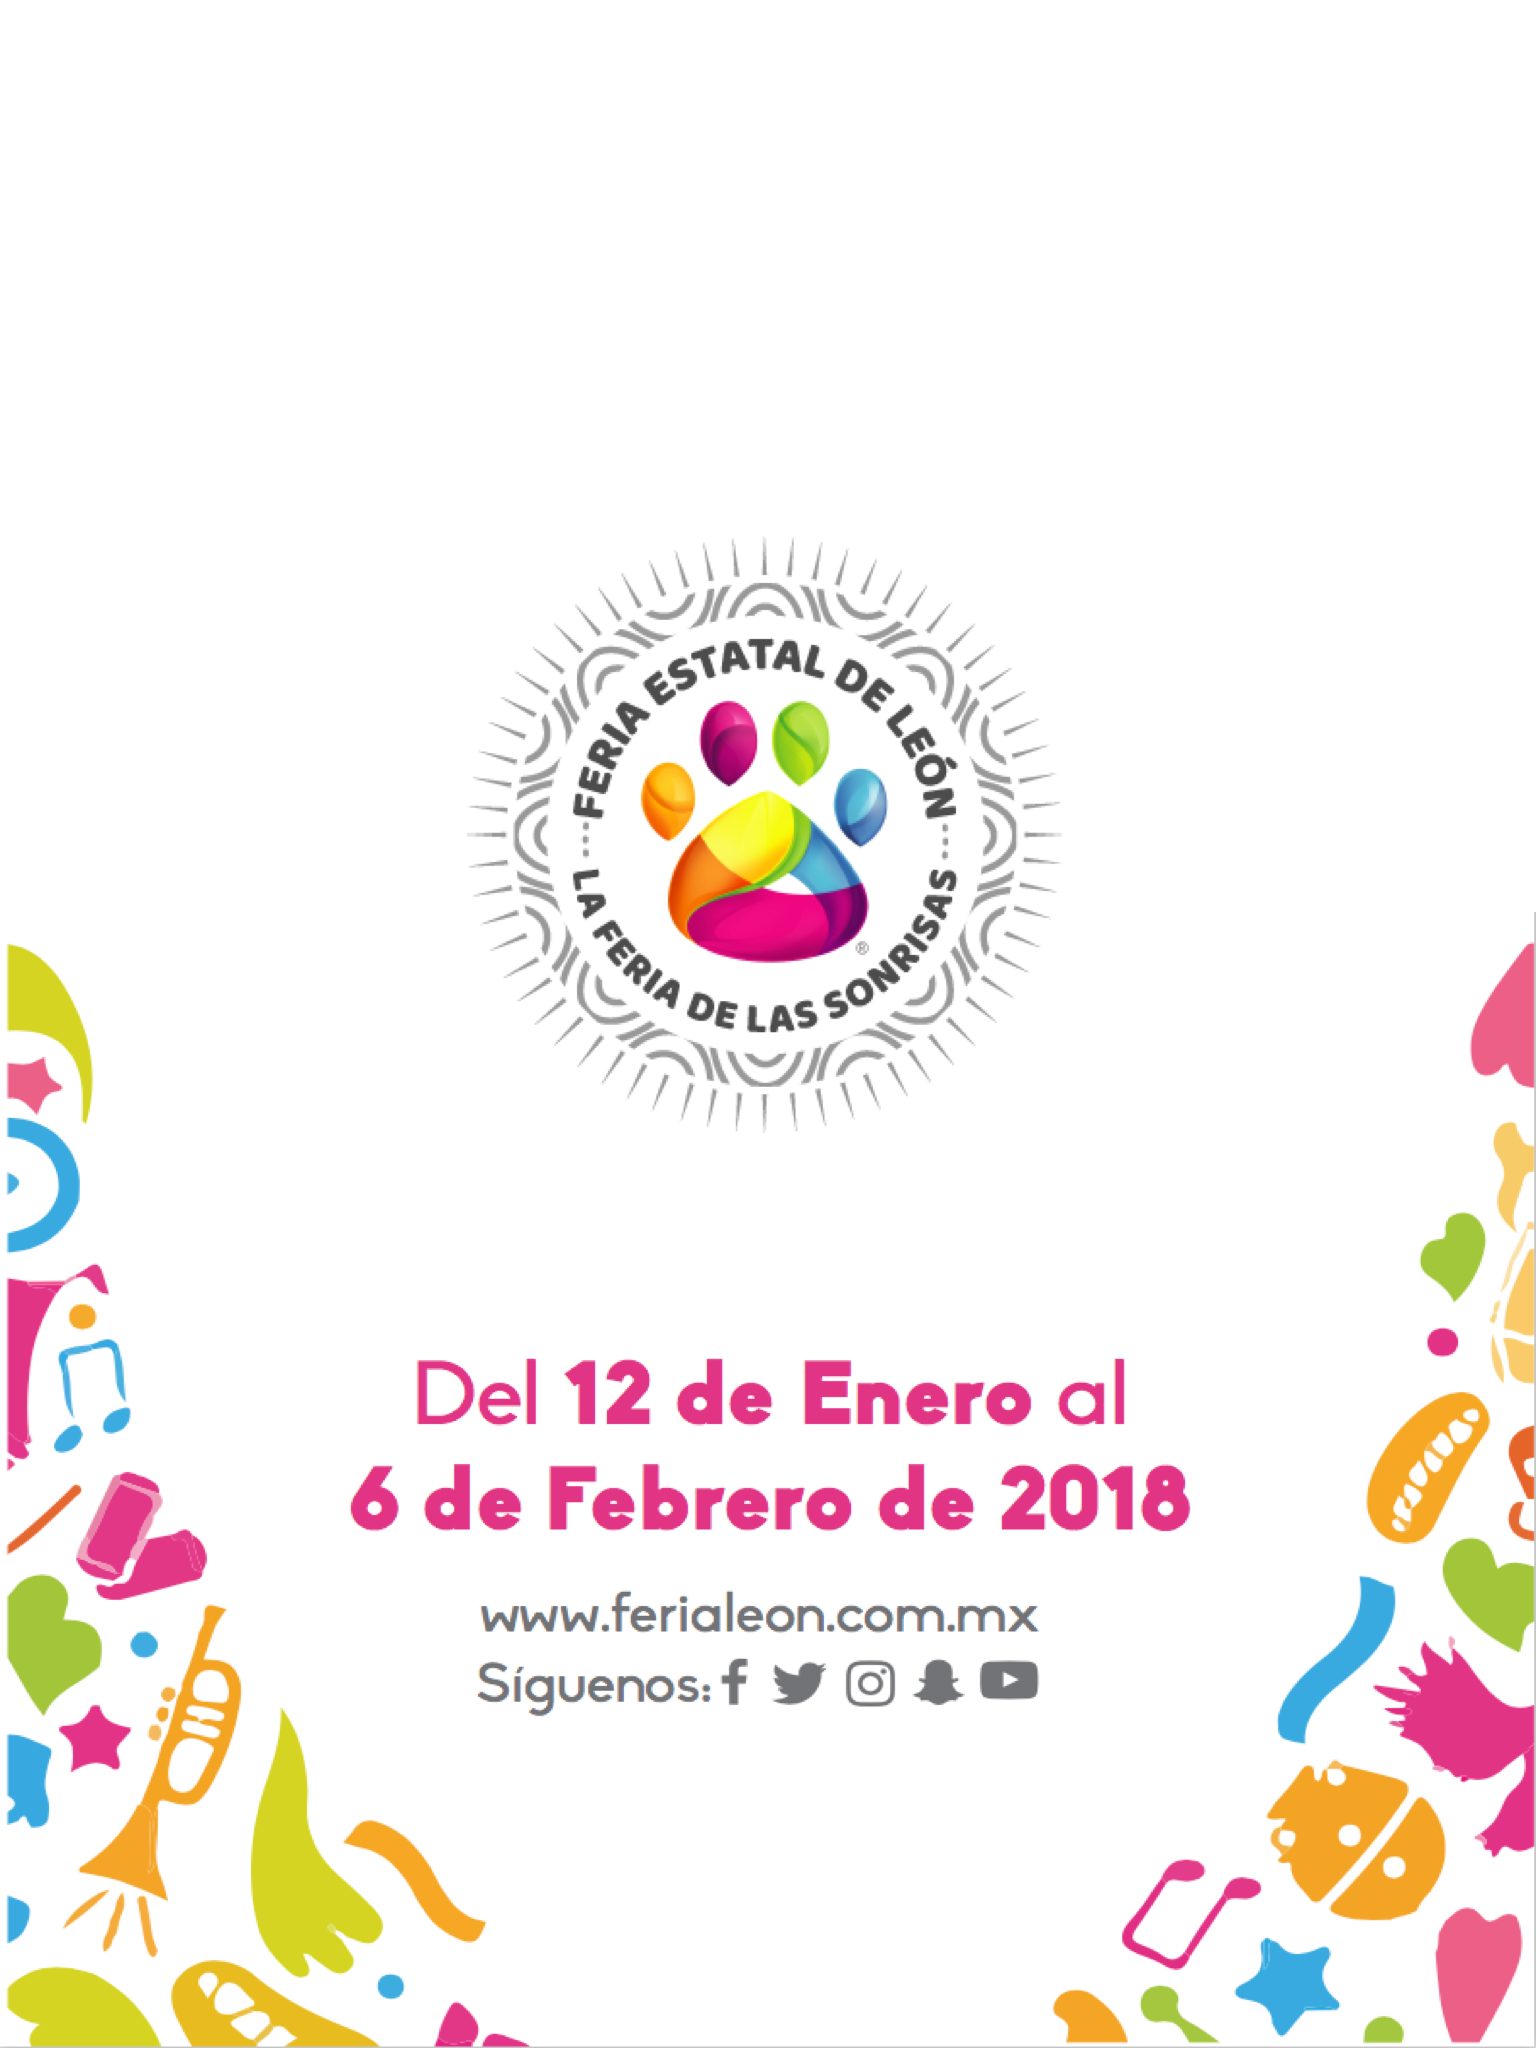 FERIA ESTATAL DE LEÓN
LA FERIA DE LAS SONRISAS
®
Del 12 de Enero al
6 de Febrero de 2018
www.ferialeon.com.mx
Síguenos: